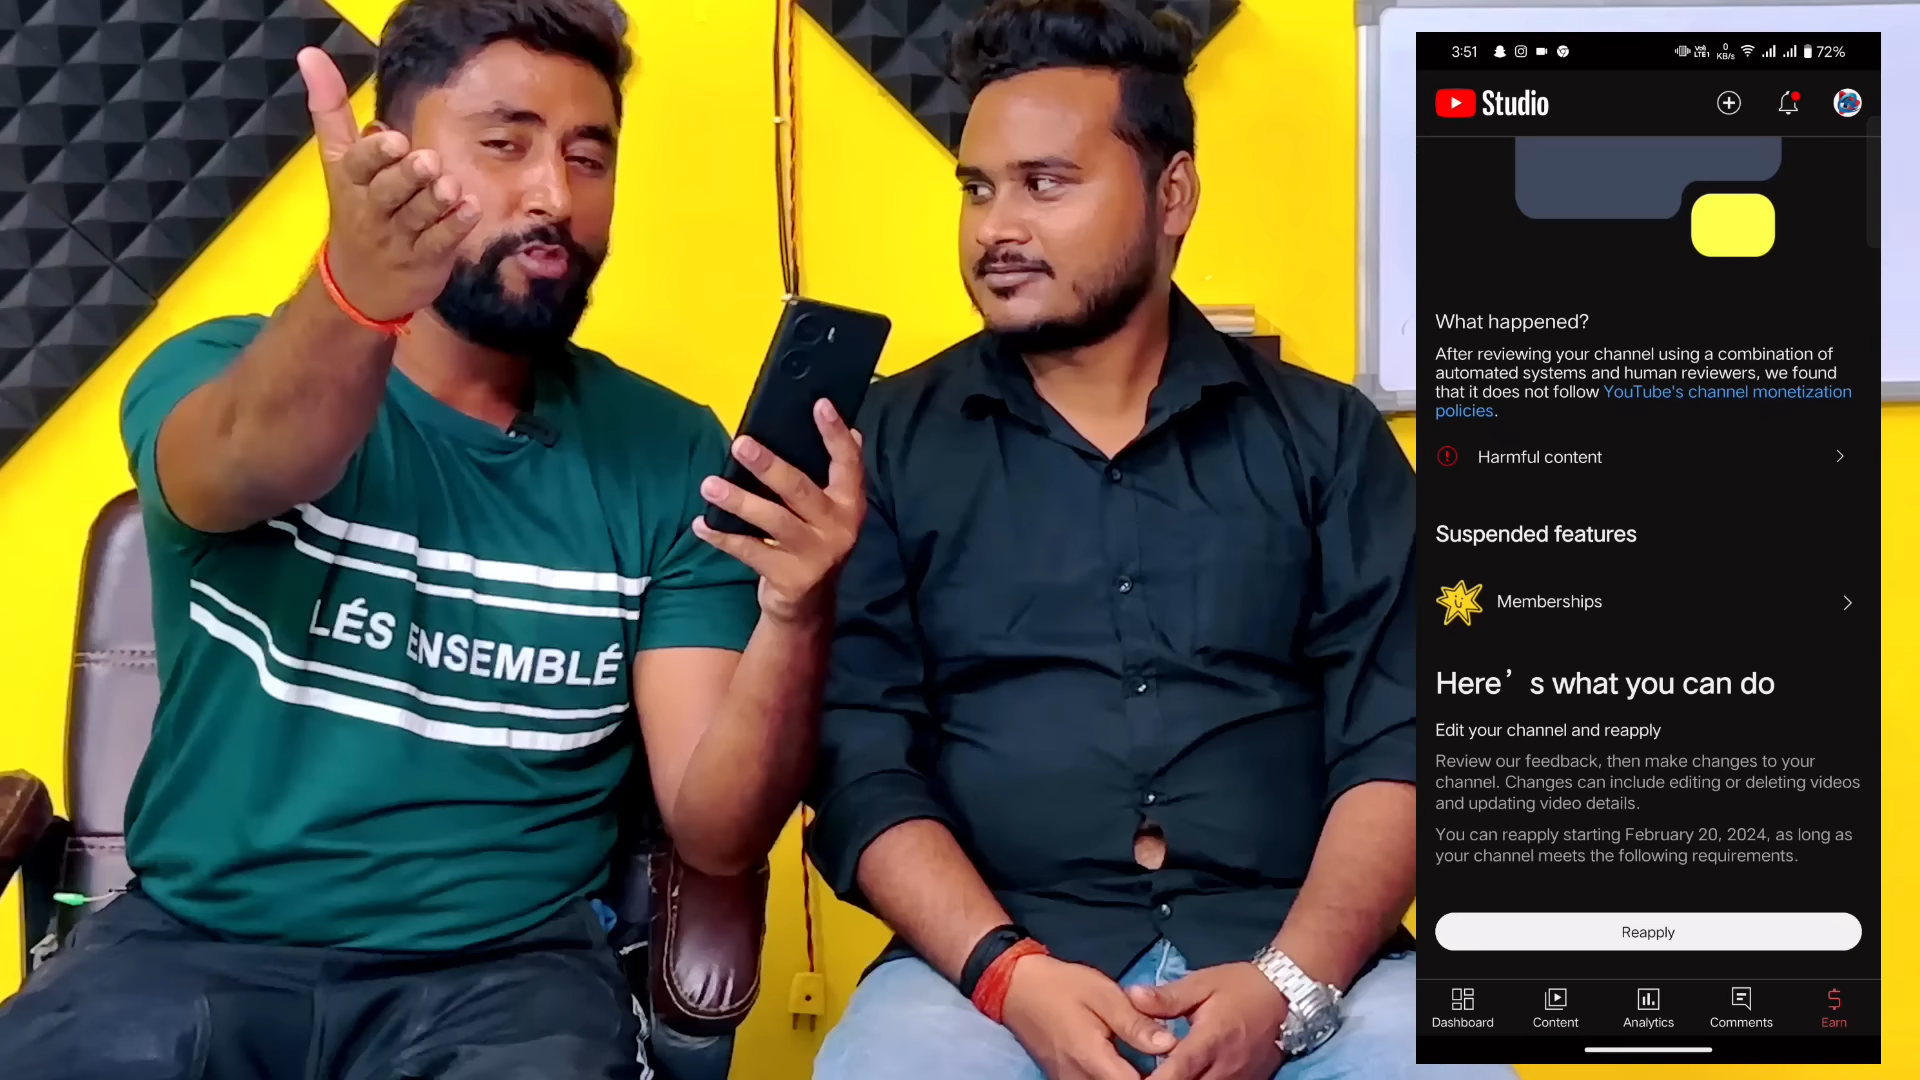 LÉS ENSEMBLÉ
3:51
VoI)
LTE1
0
KB/s
72%
Studio
What happened?
After reviewing your channel using a combination of
automated systems and human reviewers, we found
that it does not follow YouTube's channel monetization
policies.
Harmful content
Suspended features
Memberships
Here’s what you can do
Edit your channel and reapply
Review our feedback, then make changes to your
channel. Changes can include editing or deleting videos
and updating video details.
You can reapply starting February 20, 2024, as long as
your channel meets the following requirements.
Reapply
Dashboard
Content
Analytics
Comments
Earn